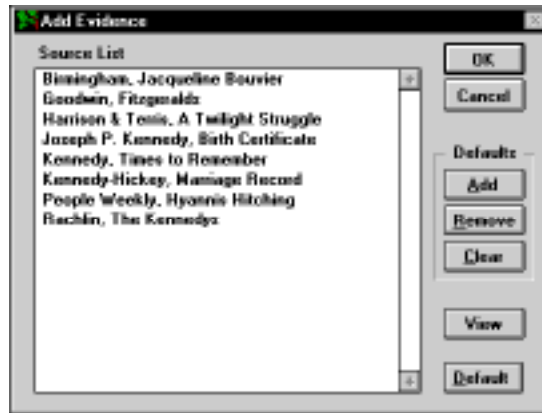 Add Evidence
Source List
Birmingham, Jacqueline Bouvier
Goodwin, Fitzgeralds
Harrison & Terris, A Twilight Struggle
Joseph P. Kennedy, Birth Certificate
Kennedy, Times to Remember
Kennedy-Hickey, Marriage Record
People Weekly, Hyannis Hitching
Rachlin, The Kennedys
OK
Cancel
Defaults
Add
Remove
Clear
View
Default